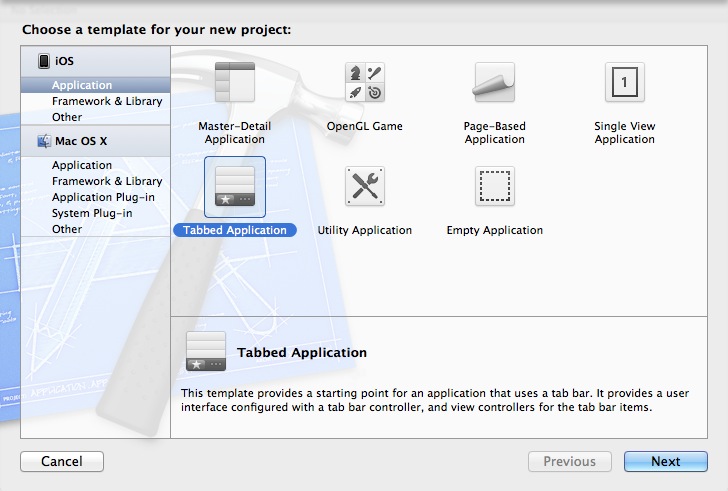 Choose a template for your new project:
iOS
Application
Framework & Library
Other
Mac OS X
Application
Framework & Library
Application Plug-in
System Plug-in
Other
Master-Detail
Application
OpenGL Game
Page-Based
Application
1
Single View
Application
Tabbed Application
Utility Application
Empty Application
Tabbed Application
This template provides a starting point for an application that uses a tab bar. It provides a user
interface configured with a tab bar controller, and view controllers for the tab bar items.
Cancel
Previous
Next